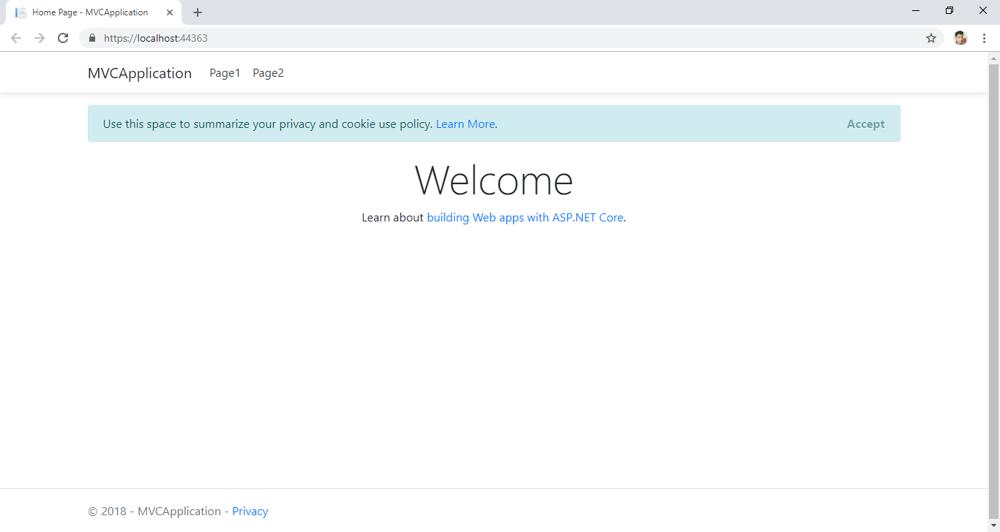 Home Page - MVCApplication
https://localhost:44363
MVCApplication Page1 Page2
Use this space to summarize your privacy and cookie use policy. Learn More. Accept
Welcome
Learn about building Web apps with ASP.NET Core.
© 2018 - MVCApplication - Privacy